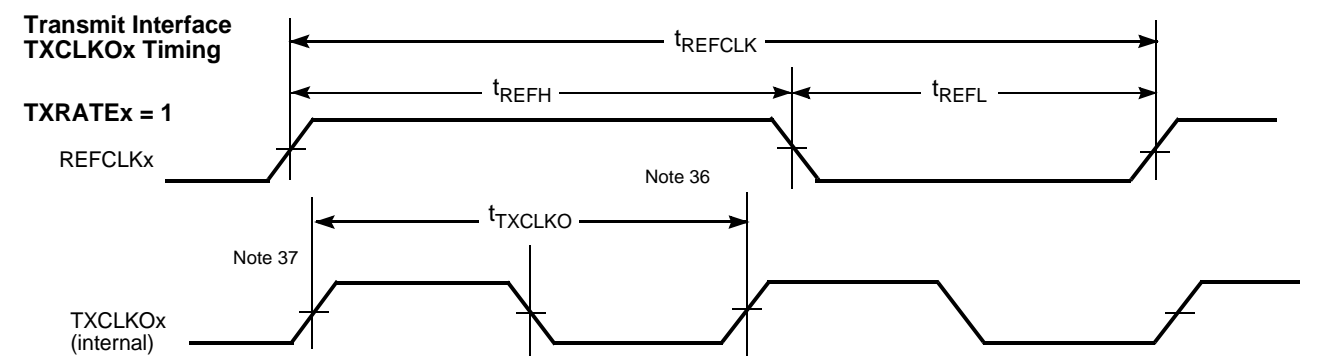 Transmit Interface
TXCLKOx Timing
tREFCLK
tREFH
tREFL
TXRATEx = 1
REFCLKx
Note 36
tTXCLKO
Note 37
TXCLKOx
(internal)